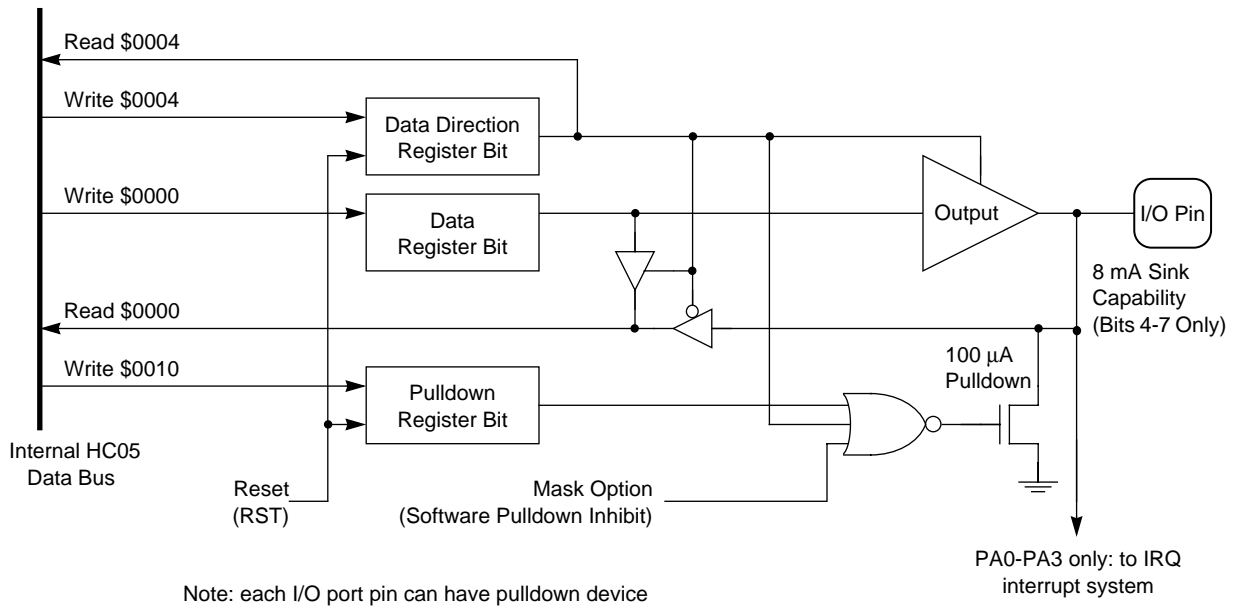 Read $0004
Write $0004
Data Direction
Register Bit
Write $0000
Data
Register Bit
Output
I/O Pin
8 mA Sink
Capability
(Bits 4-7 Only)
Read $0000
Write $0010
Pulldown
Register Bit
100 µA
Pulldown
Internal HC05
Data Bus
Reset
(RST)
Mask Option
(Software Pulldown Inhibit)
PA0-PA3 only: to IRQ
interrupt system
Note: each I/O port pin can have pulldown device